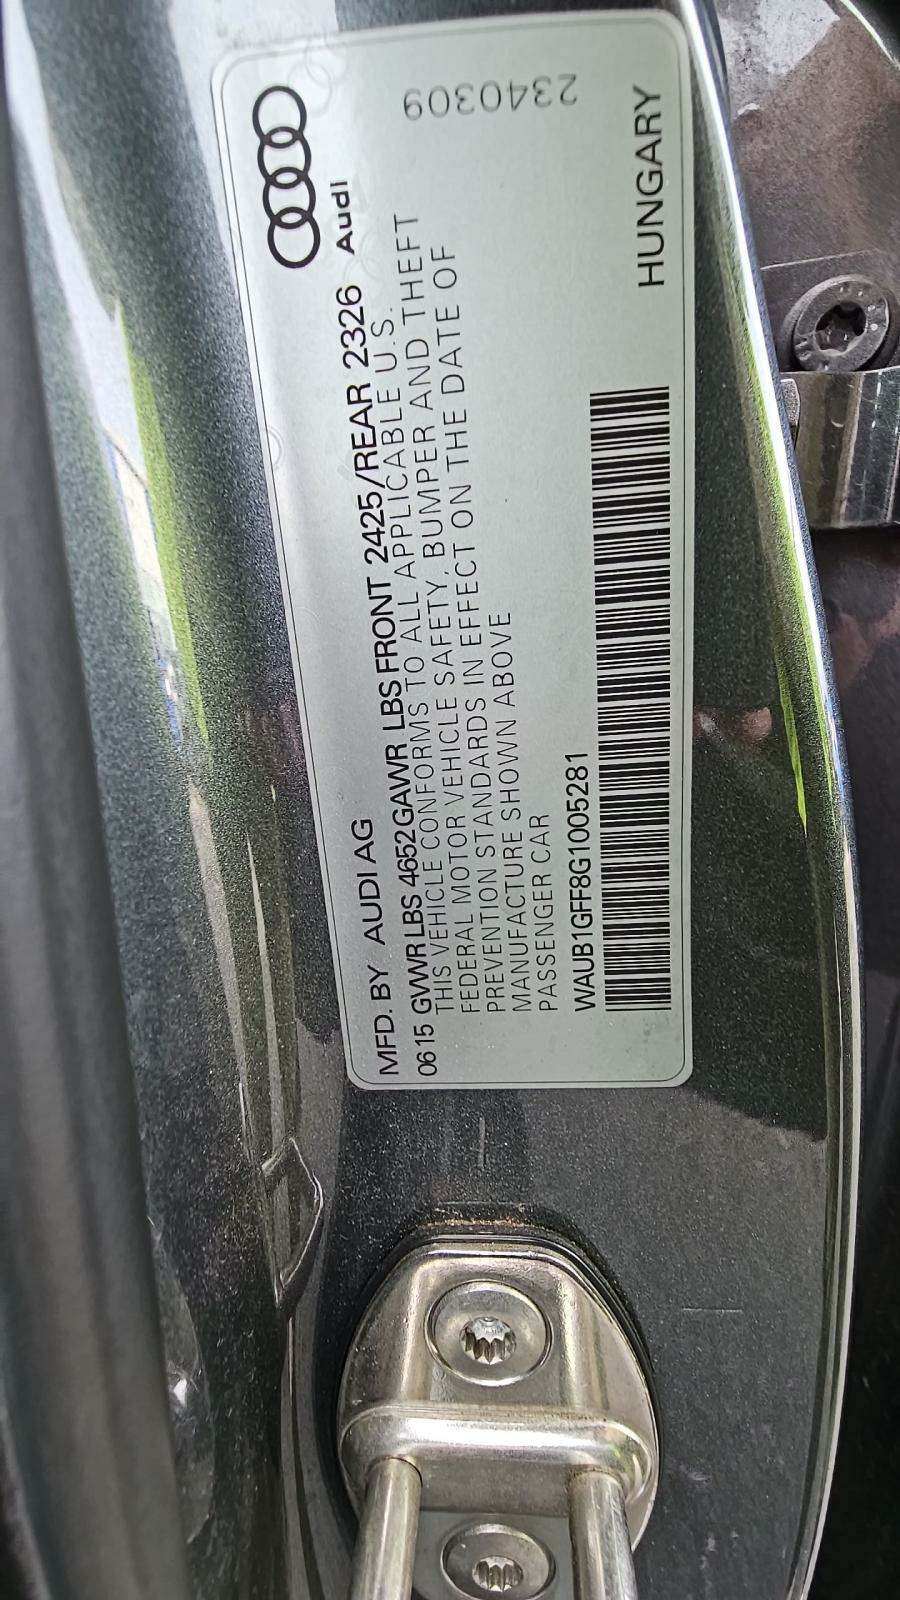 Audi
MFD. BY AUDI AG
0615 GVWR LBS 4652 GAWR LBS FRONT 2425/REAR 2326
THIS VEHICLE CONFORMS TO ALL APPLICABLE U.S.
FEDERAL MOTOR VEHICLE SAFETY, BUMPER AND THEFT
PREVENTION STANDARDS IN EFFECT ON THE DATE OF
MANUFACTURE SHOWN ABOVE
PASSENGER CAR
WAUB1GFF8G1005281
HUNGARY
2340309